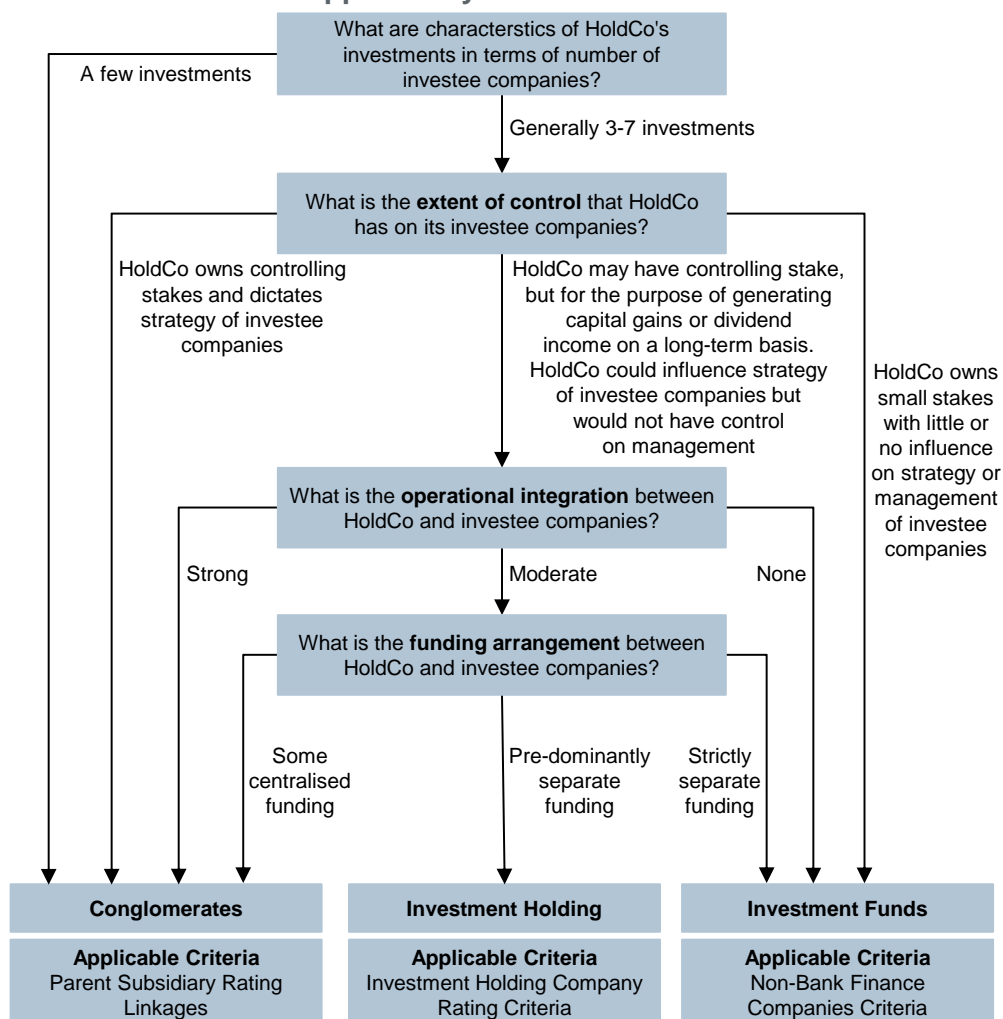 What are characterstics of HoldCo's
investments in terms of number of
investee companies?
A few investments
Generally 3-7 investments
What is the extent of control that HoldCo
has on its investee companies?
HoldCo owns controlling
stakes and dictates
strategy of investee
companies
HoldCo may have controlling stake,
but for the purpose of generating
capital gains or dividend
income on a long-term basis.
HoldCo could influence strategy
of investee companies but
would not have control
on management
HoldCo owns
small stakes
with little or
no influence
on strategy or
management
of investee
companies
What is the operational integration between
HoldCo and investee companies?
Strong
Moderate
None
What is the funding arrangement between
HoldCo and investee companies?
Some
centralised
funding
Pre-dominantly
separate
funding
Strictly
separate
funding
Conglomerates
Investment Holding
Investment Funds
Applicable Criteria
Parent Subsidiary Rating
Linkages
Applicable Criteria
Investment Holding Company
Rating Criteria
Applicable Criteria
Non-Bank Finance
Companies Criteria